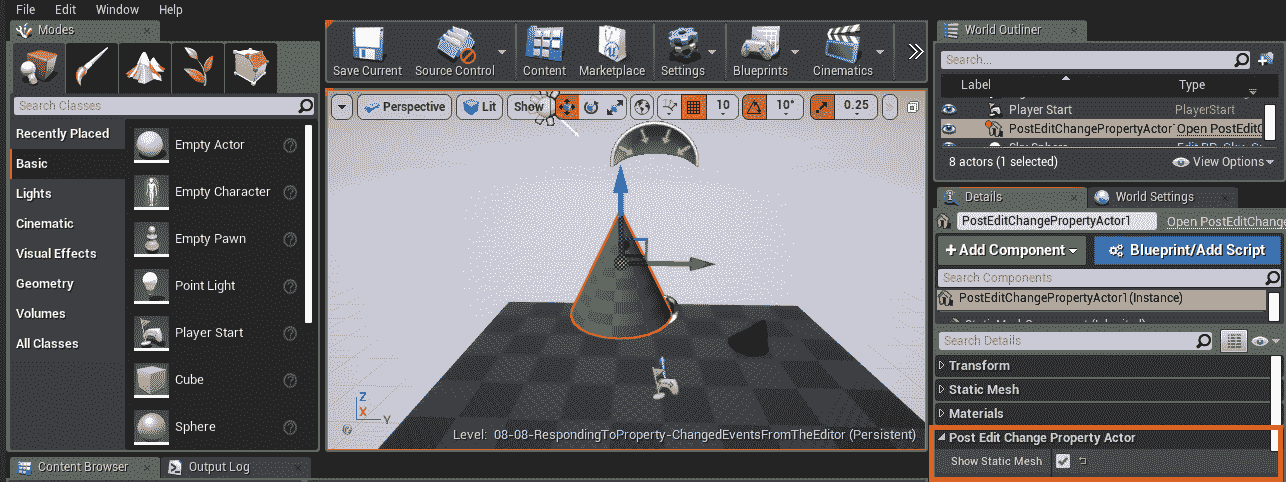 File Edit Window Help
Modes
Search Classes
Recently Placed
Basic
Lights
Cinematic
Visual Effects
Geometry
Volumes
All Classes
Empty Actor
Empty Character
Empty Pawn
Point Light
Player Start
Cube
Sphere
Save Current Source Control Content Marketplace Settings Blueprints Cinematics
Perspective Lit Show 10 10° 0.25
Z
X
Y
Level: 08-08-RespondingToProperty-ChangedEventsFromTheEditor (Persistent)
World Outliner
Search...
Label Type
Player Start PlayerStart
PostEditChangePropertyActor Open PostEditC
8 actors (1 selected) View Options
Details World Settings
PostEditChangePropertyActor1 Open PostEditChange
+ Add Component Blueprint/Add Script
Search Components
PostEditChangePropertyActor1(Instance)
Search Details
Transform
Static Mesh
Materials
Post Edit Change Property Actor
Show Static Mesh
Content Browser Output Log